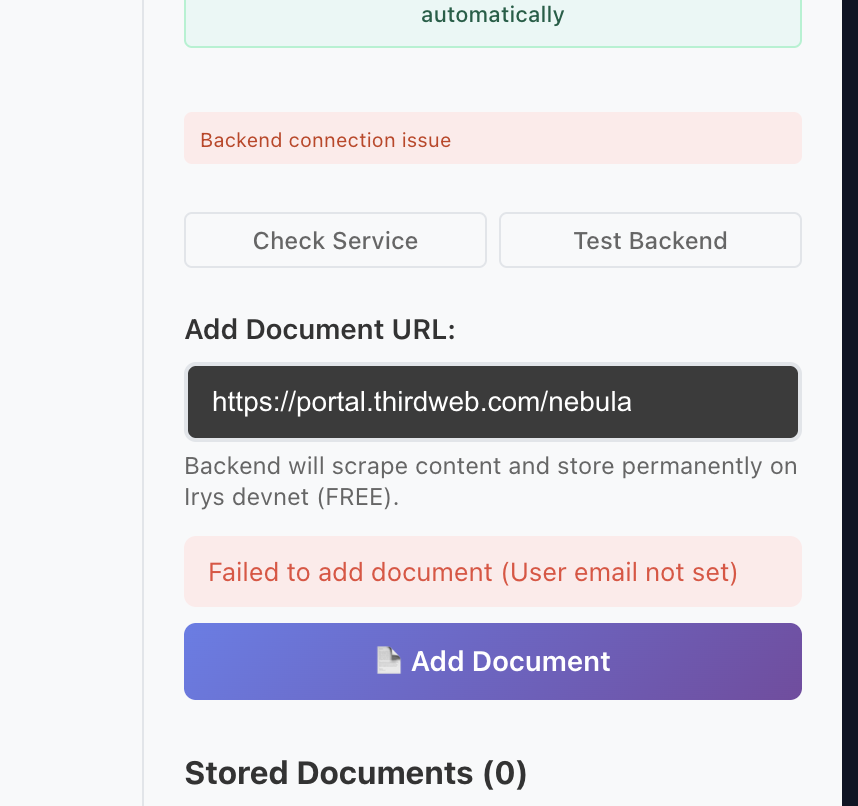 automatically
Backend connection issue
Check Service
Test Backend
Add Document URL:
https://portal.thirdweb.com/nebula
Backend will scrape content and store permanently on
Irys devnet (FREE).
Failed to add document (User email not set)
Add Document
Stored Documents (0)